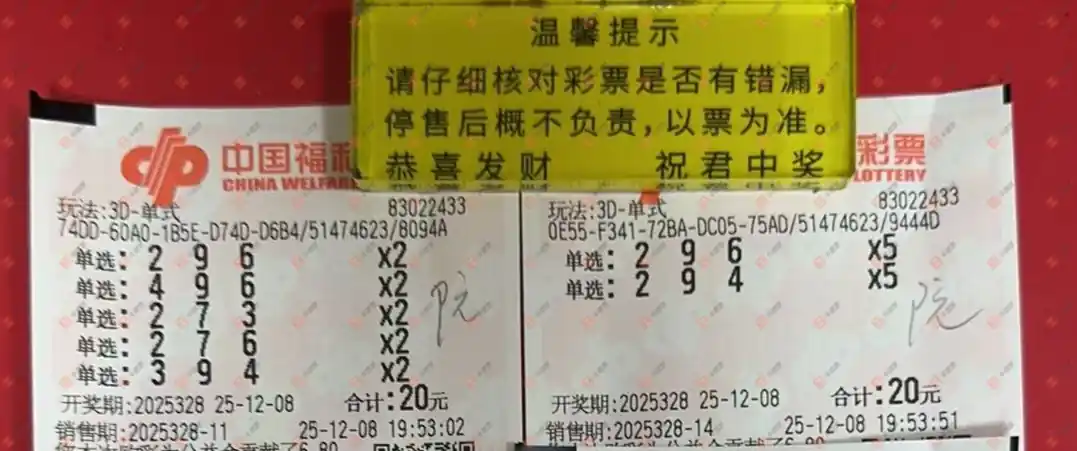 温馨提示
请仔细核对彩票是否有错漏，
停售后概不负责，以票为准。
恭喜发财 祝君中奖
中国福利
CHINA WELFARE
玩法:3D-单式 83022433
74DD-60A0-1B5E-D74D-D6B4/51474623/8094A
单选: 2 9 6 x2
单选: 4 9 6 x2
单选: 2 7 3 x2
单选: 2 7 6 x2
单选: 3 9 4 x2
院
开奖期:2025328 25-12-08 合计:20元
销售期:2025328-11 25-12-08 19:53:02
彩票
LOTTERY
玩法:3D-单式 83022433
0E55-F341-72BA-DC05-75AD/51474623/9444D
单选: 2 9 6 x5
单选: 2 9 4 x5
院
开奖期:2025328 25-12-08 合计:20元
销售期:2025328-14 25-12-08 19:53:51